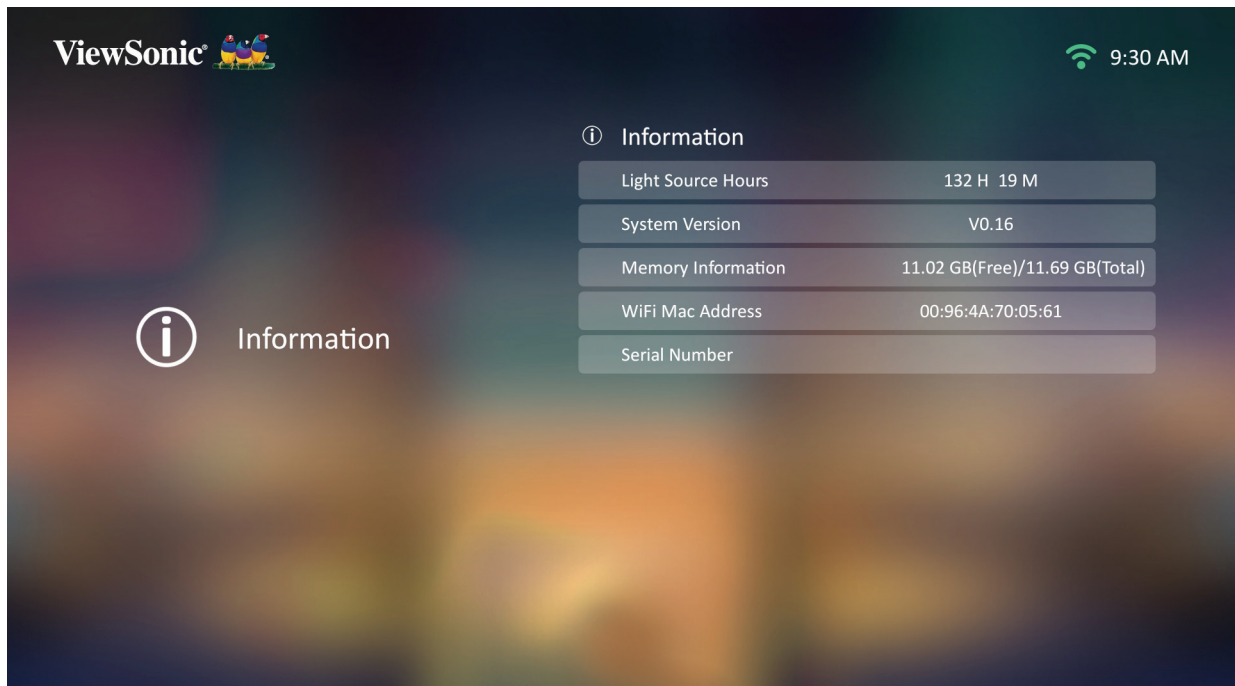 ViewSonic®
9:30 AM
Information
Information
Light Source Hours 132 H 19 M
System Version V0.16
Memory Information 11.02 GB(Free)/11.69 GB(Total)
WiFi Mac Address 00:96:4A:70:05:61
Serial Number